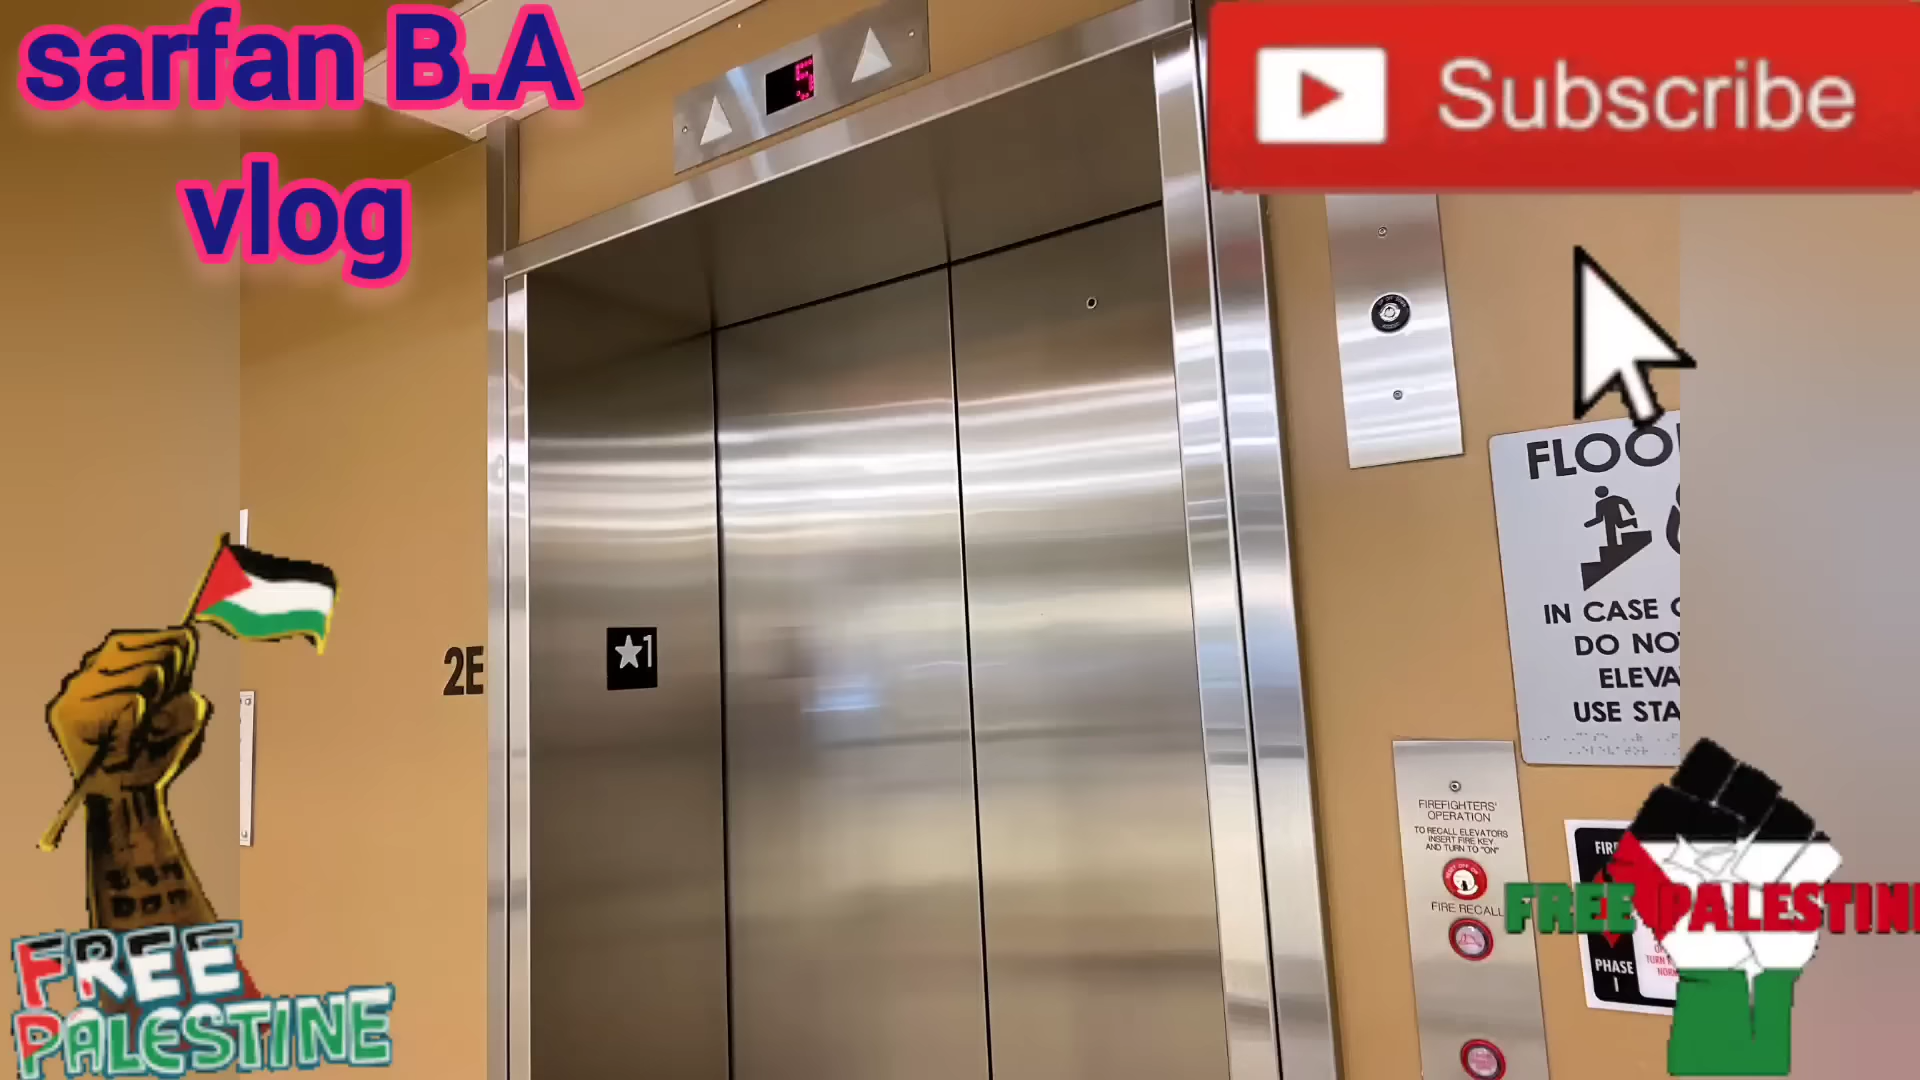 sarfan B.A
vlog
Subscribe
5
FLOO
IN CASE
DO NO
ELEVA
USE STA
2E
★1
FIREFIGHTERS'
OPERATION
TO RECALL ELEVATORS
INSERT FIRE KEY
AND TURN TO "ON"
FIRE RECALL
FIRE
PHASE
I
FREE PALESTINE
FREE
PALESTINE